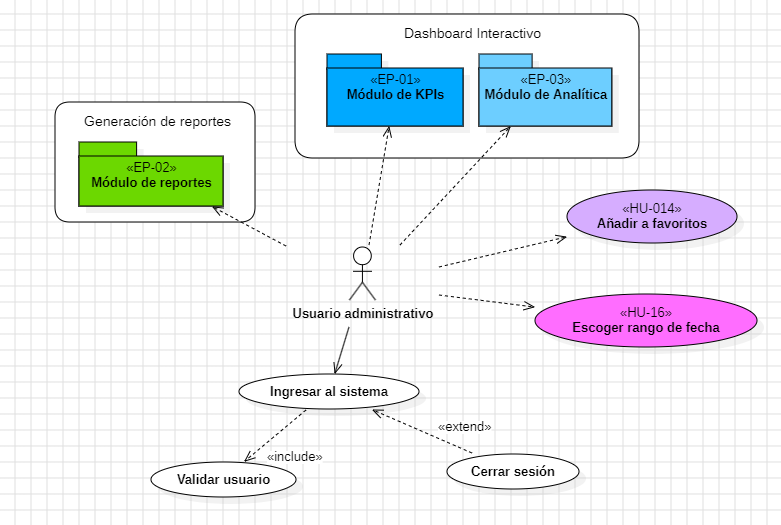 Dashboard Interactivo
«EP-01»
Módulo de KPIs
«EP-03»
Módulo de Analítica
Generación de reportes
«EP-02»
Módulo de reportes
«HU-014»
Añadir a favoritos
Usuario administrativo
«HU-16»
Escoger rango de fecha
Ingresar al sistema
«extend»
«include»
Validar usuario
Cerrar sesión